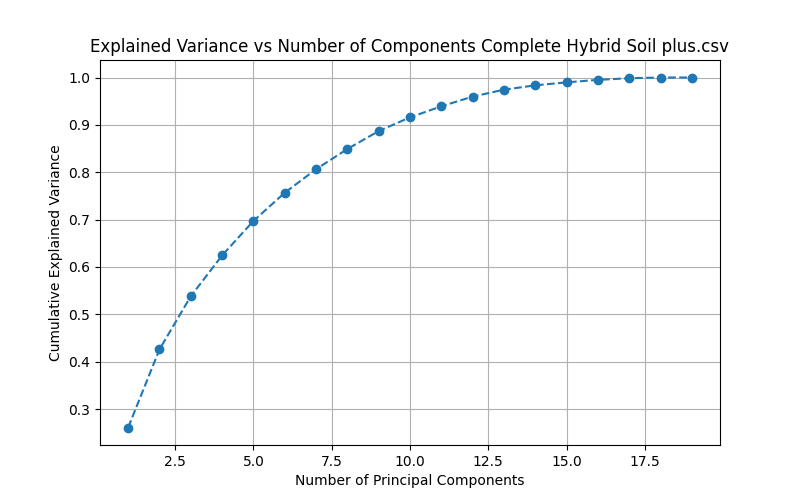 Explained Variance vs Number of Components Complete Hybrid Soil plus.csv
Cumulative Explained Variance
1.0
0.9
0.8
0.7
0.6
0.5
0.4
0.3
2.5 5.0 7.5 10.0 12.5 15.0 17.5
Number of Principal Components